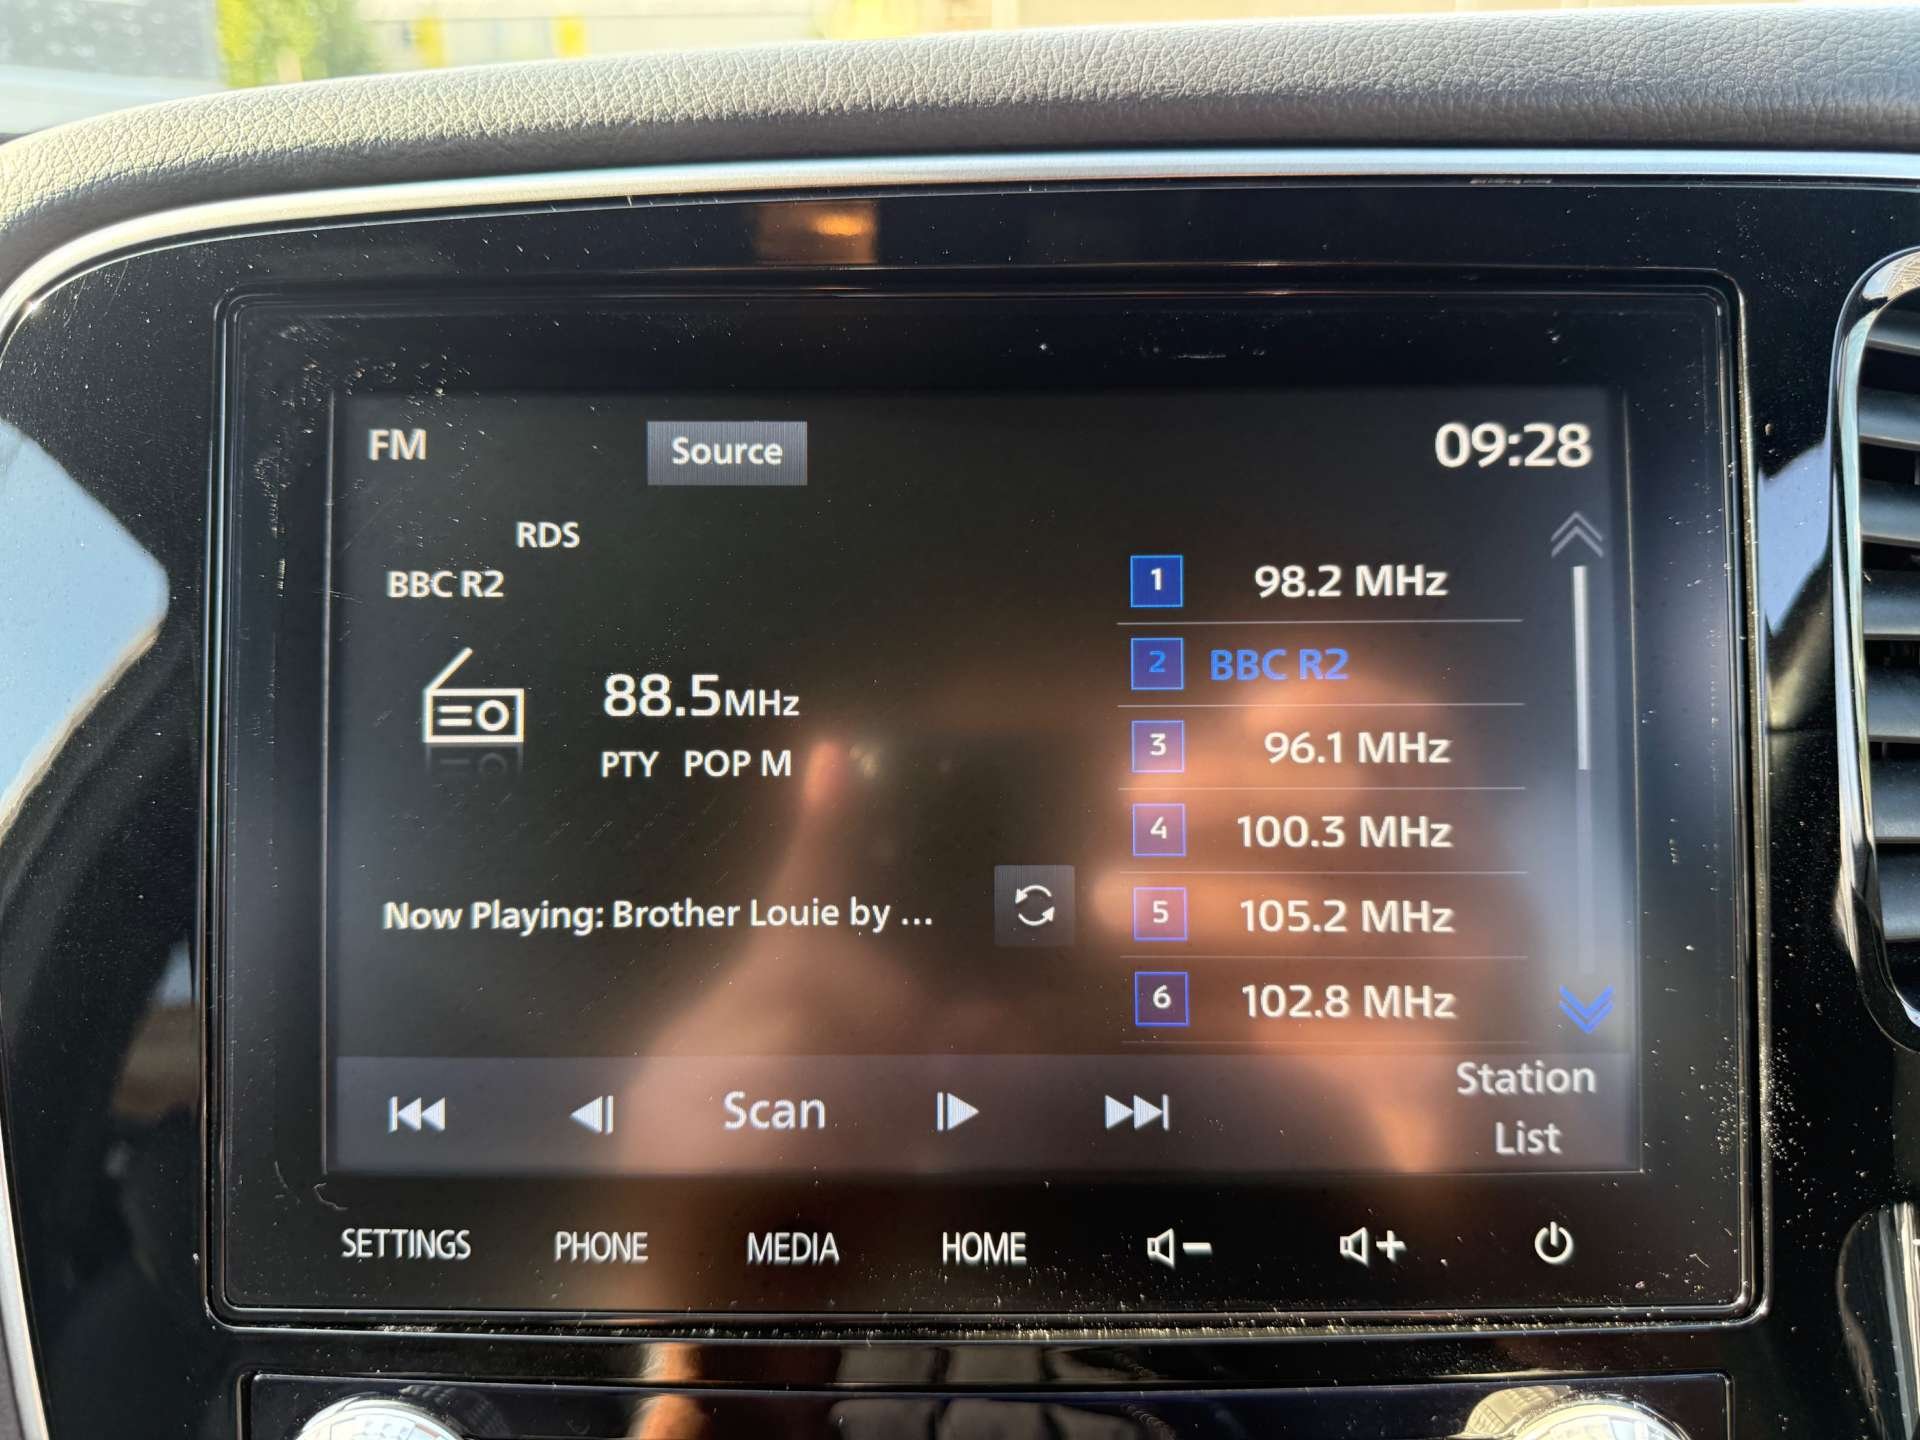 FM
Source
09:28
RDS
BBC R2
88.5MHz
PTY POP M
Now Playing: Brother Louie by ...
1 98.2 MHz
2 BBC R2
3 96.1 MHz
4 100.3 MHz
5 105.2 MHz
6 102.8 MHz
Scan
Station
List
SETTINGS PHONE MEDIA HOME